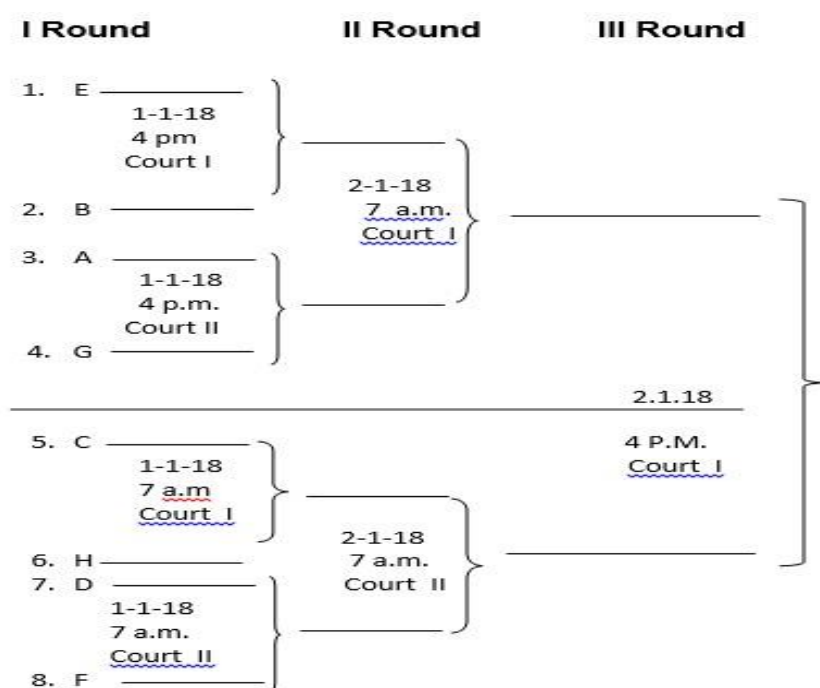 I Round II Round III Round
1. E
1-1-18
4 pm
Court I
2. B
3. A
1-1-18
4 p.m.
Court II
4. G
2-1-18
7 a.m.
Court I
5. C
1-1-18
7 a.m
Court I
6. H
7. D
1-1-18
7 a.m.
Court II
8. F
2-1-18
7 a.m.
Court II
2.1.18
4 P.M.
Court I